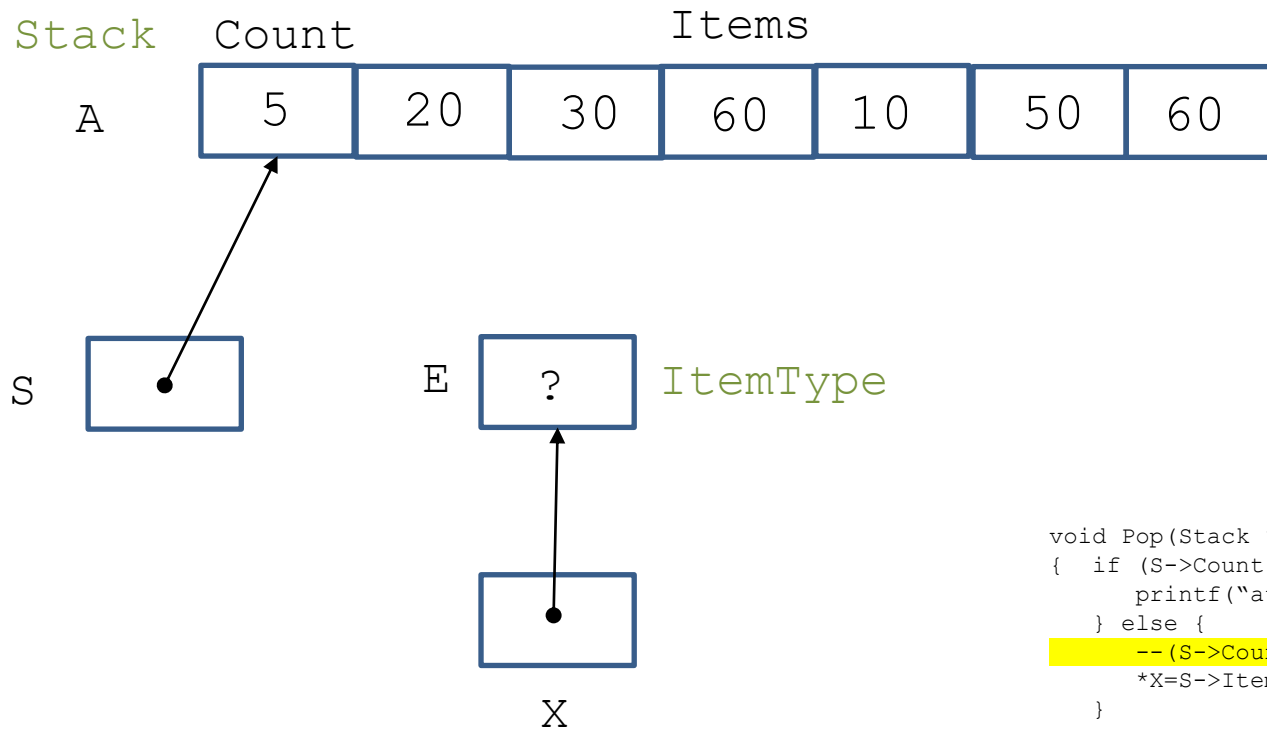 Stack Count Items
A 5 20 30 60 10 50 60
S E ? ItemType
X
void Pop(Stack
{ if (S->Count
printf(“a
} else {
--(S->Cou
*X=S->Item
}